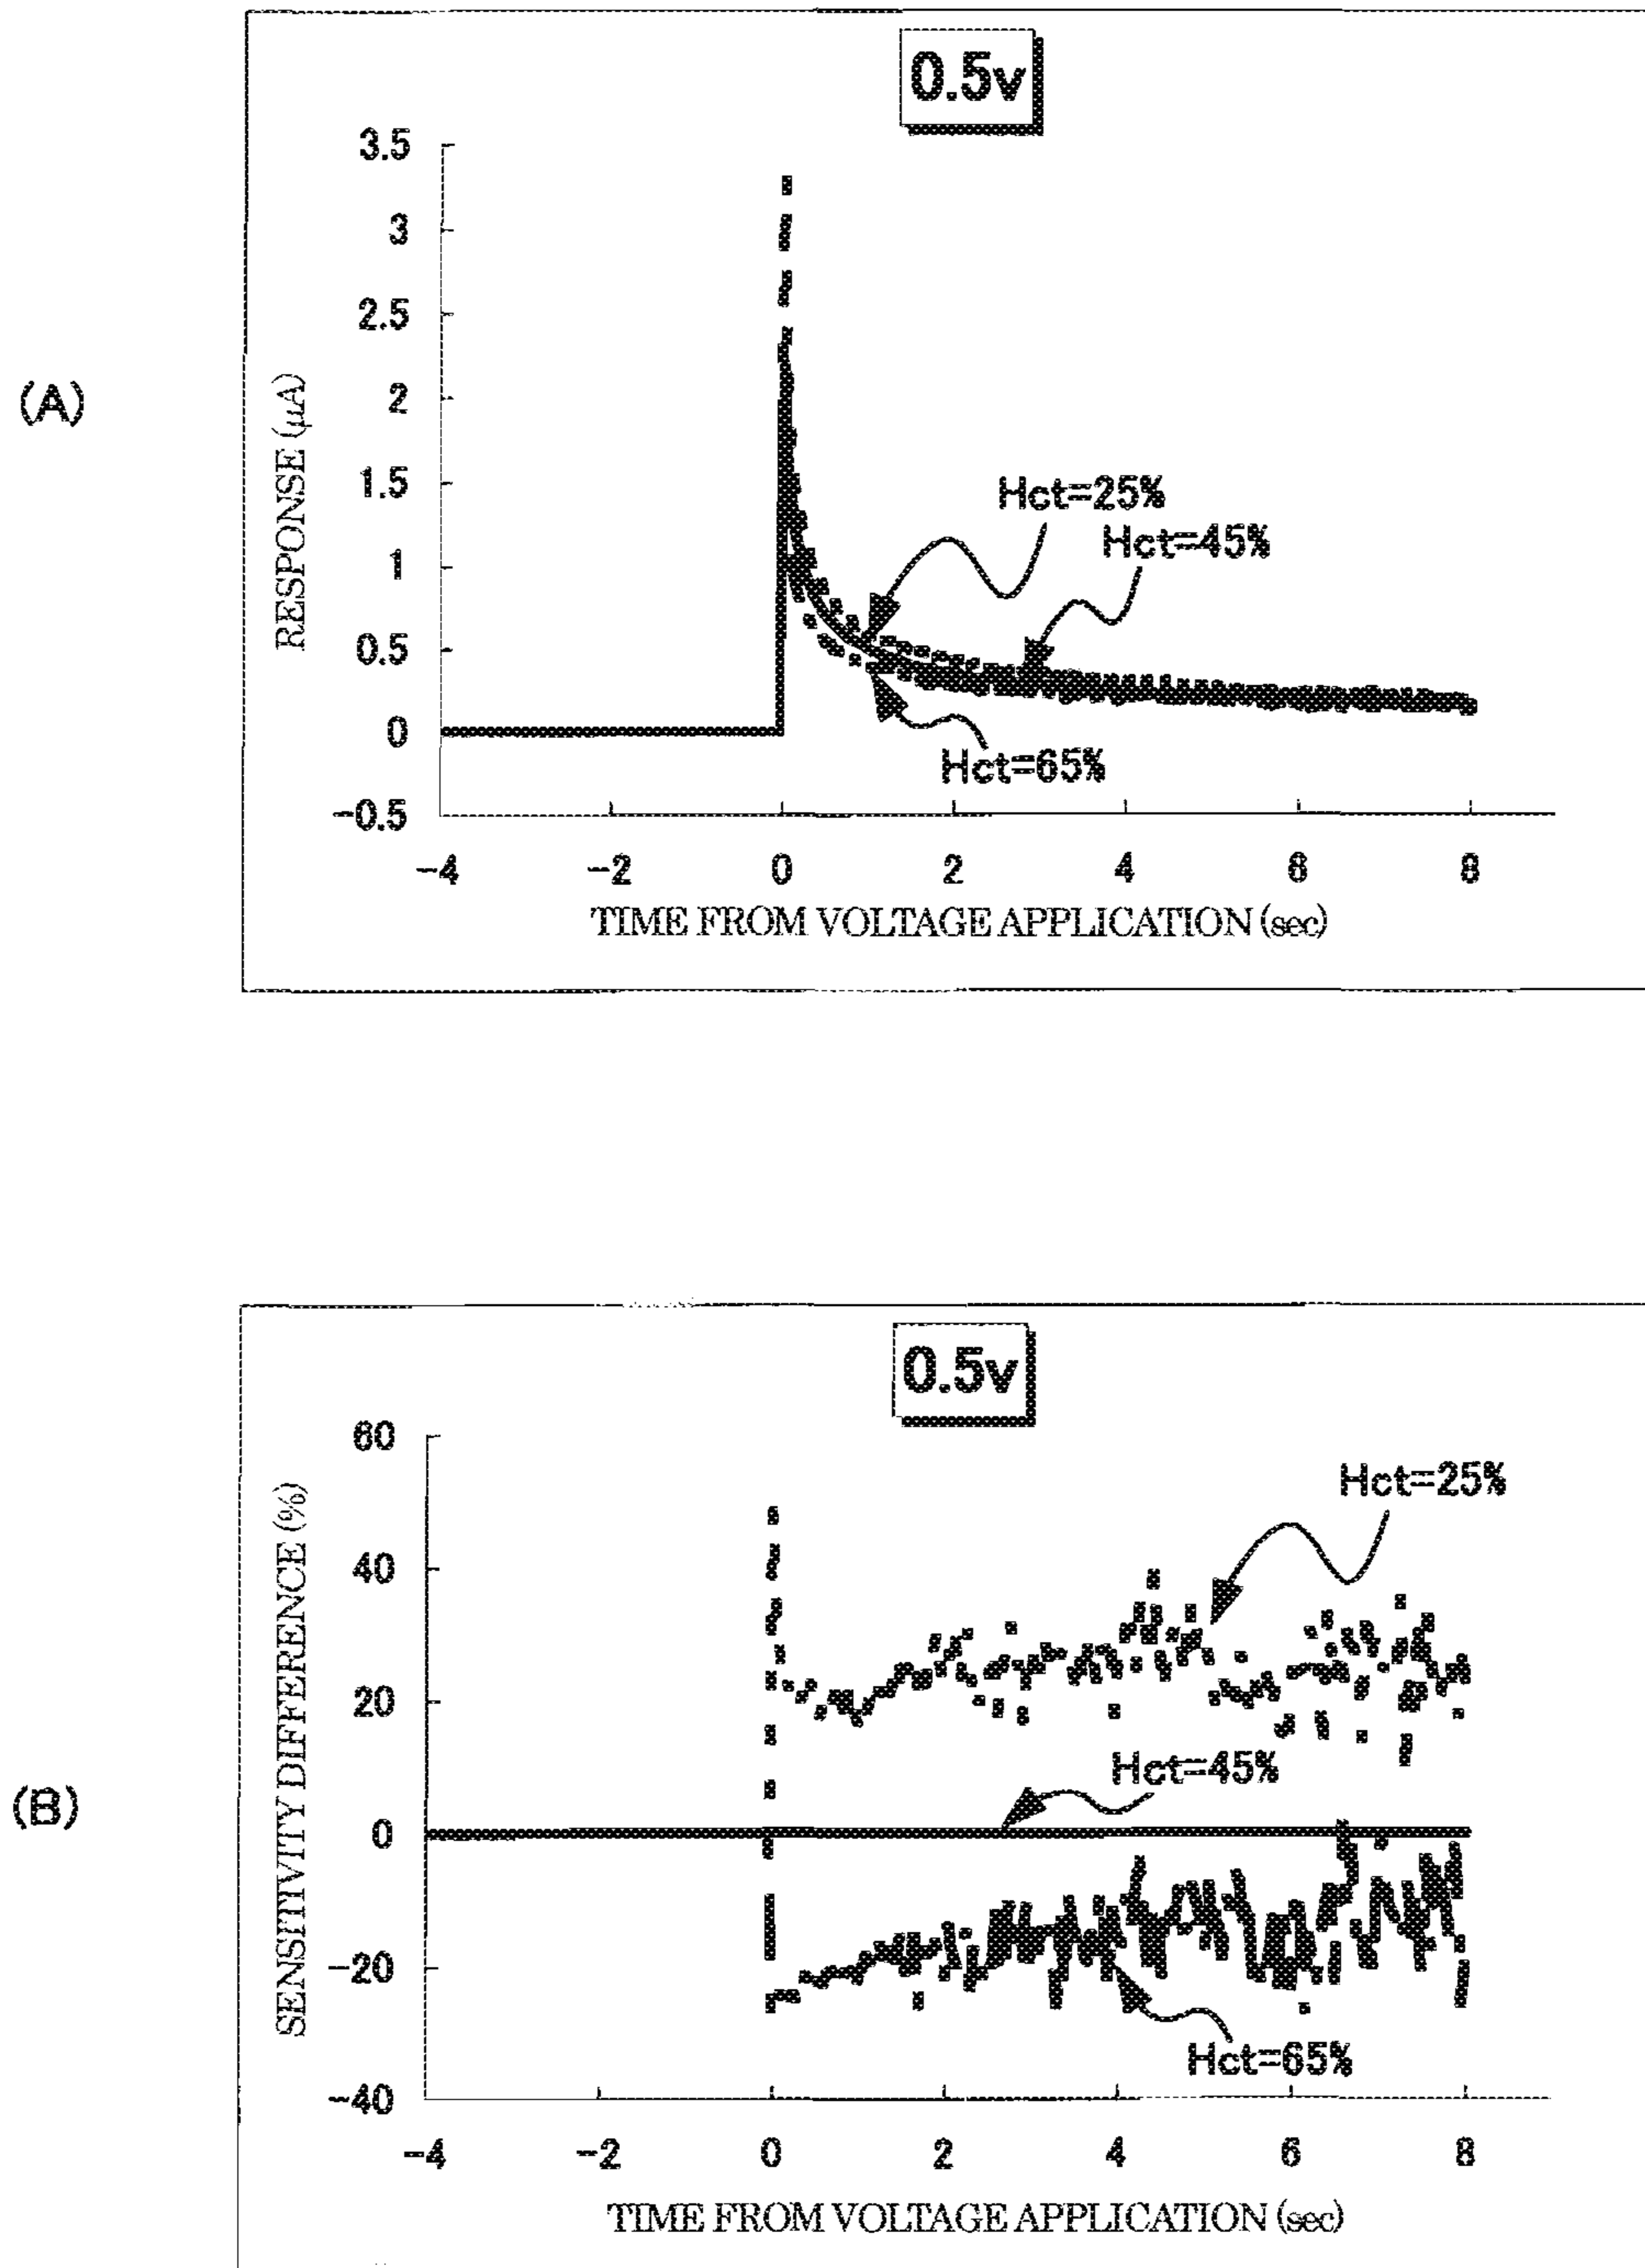 (A)
0.5v
RESPONSE (μA)
3.5
3
2.5
2
1.5
1
0.5
0
-0.5
Hct=25%
Hct=45%
Hct=65%
-4 -2 0 2 4 6 8
TIME FROM VOLTAGE APPLICATION (sec)
(B)
0.5v
SENSITIVITY DIFFERENCE (%)
60
40
20
0
-20
-40
Hct=25%
Hct=45%
Hct=65%
-4 -2 0 2 4 6 8
TIME FROM VOLTAGE APPLICATION (sec)